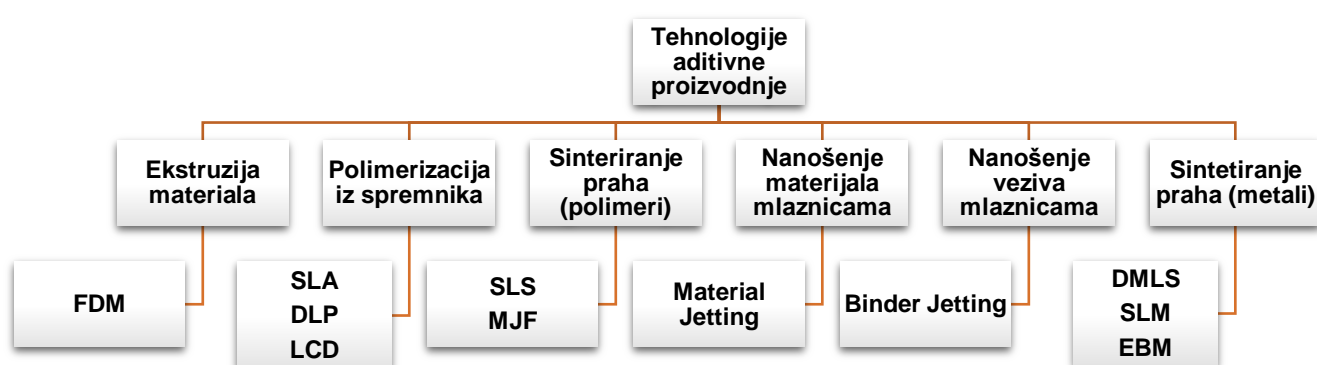 Tehnologije
aditivne
proizvodnje
Ekstruzija
materiala
Polimerizacija
iz spremnika
Sinteriranje
praha
(polimeri)
Nanošenje
materijala
mlaznicama
Nanošenje
veziva
mlaznicama
Sintetiranje
praha (metali)
FDM
SLA
DLP
LCD
SLS
MJF
Material
Jetting
Binder Jetting
DMLS
SLM
EBM